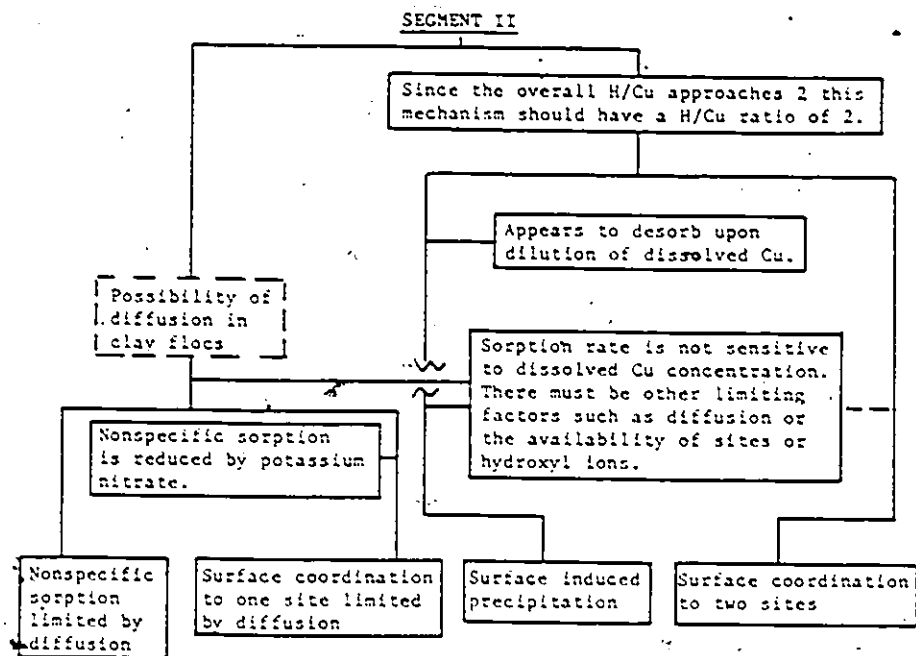 SEGMENT II
Since the overall H/Cu approaches 2 this
mechanism should have a H/Cu ratio of 2.
Appears to desorb upon
dilution of dissolved Cu.
Possibility of
diffusion in
clay flocs
Sorption rate is not sensitive
to dissolved Cu concentration.
There must be other limiting
factors such as diffusion or
the availability of sites or
hydroxyl ions.
Nonspecific sorption
is reduced by potassium
nitrate.
Nonspecific
sorption
limited by
diffusion
Surface coordination
to one site limited
by diffusion
Surface induced
precipitation
Surface coordination
to two sites